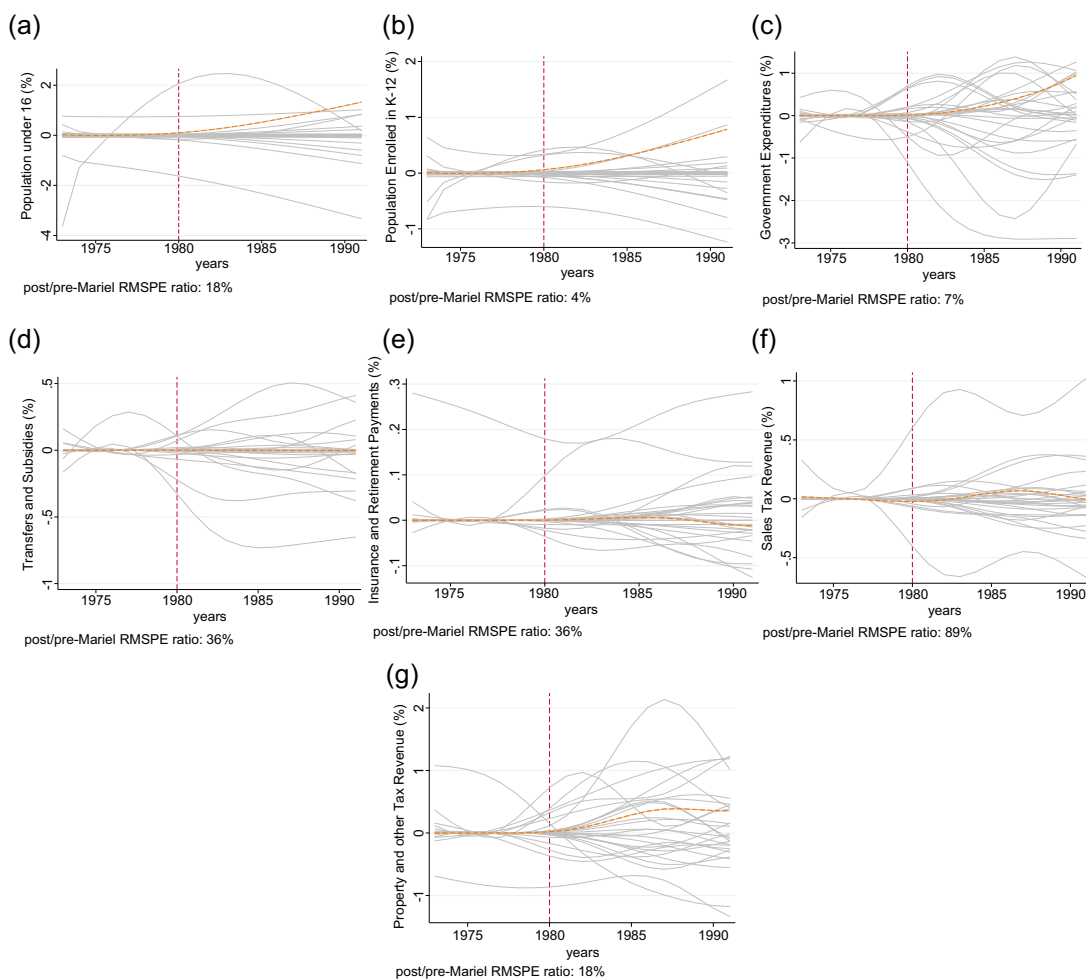 (a)
Population under 16 (%)
2
0
-2
-4
1975 1980 1985 1990
years
post/pre-Mariel RMSPE ratio: 18%
(b)
Population Enrolled in K-12 (%)
2
1
0
-1
1975 1980 1985 1990
years
post/pre-Mariel RMSPE ratio: 4%
(c)
Government Expenditures (%)
1
0
-1
-2
-3
1975 1980 1985 1990
years
post/pre-Mariel RMSPE ratio: 7%
(d)
Transfers and Subsidies (%)
.5
0
-.5
-1
1975 1980 1985 1990
years
post/pre-Mariel RMSPE ratio: 36%
(e)
Insurance and Retirement Payments (%)
.3
.2
.1
0
-.1
1975 1980 1985 1990
years
post/pre-Mariel RMSPE ratio: 36%
(f)
Sales Tax Revenue (%)
1
.5
0
-.5
1975 1980 1985 1990
years
post/pre-Mariel RMSPE ratio: 89%
(g)
Property and other Tax Revenue (%)
2
1
0
-1
1975 1980 1985 1990
years
post/pre-Mariel RMSPE ratio: 18%